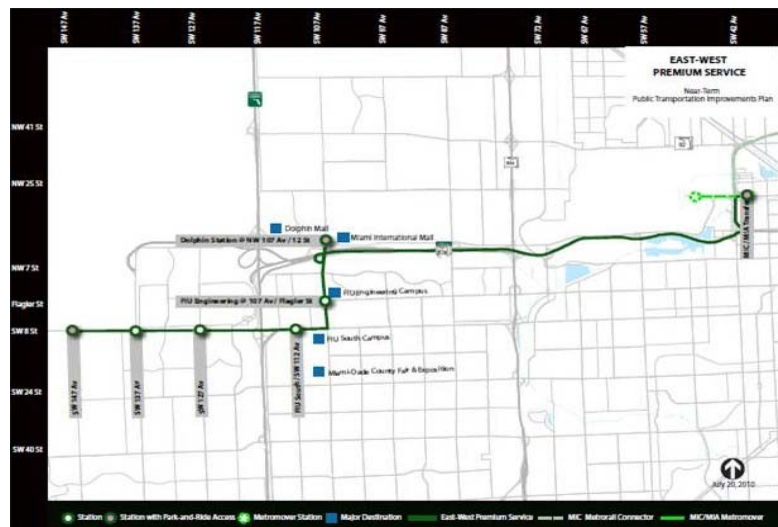 SW 147 Av
SW 137 Av
SW 127 Av
SW 117 Av
SW 107 Av
SW 97 Av
SW 87 Av
SW 72 Av
SW 67 Av
SW 57 Av
SW 42 Av
EAST-WEST
PREMIUM SERVICE
Near-Term
Public Transportation Improvements Plan
NW 41 St
NW 25 St
Dolphin Mall
Dolphin Station @ NW 107 Av / 12 St
Miami International Mall
MIC/MIA Transfer
NW 7 St
FIU Engineering Campus
Flagler St
FIU Engineering @ 107 Av / Flagler St
SW 8 St
FIU South Campus
Miami-Dade County Fair & Exposition
SW 147 Av
SW 137 Av
SW 127 Av
FIU South / SW 112 Av
SW 24 St
SW 40 St
July 20, 2010
Station
Station with Park-and-Ride Access
Metromover Station
Major Destination
East-West Premium Service
MIC Metrorail Connector
MIC/MIA Metromover